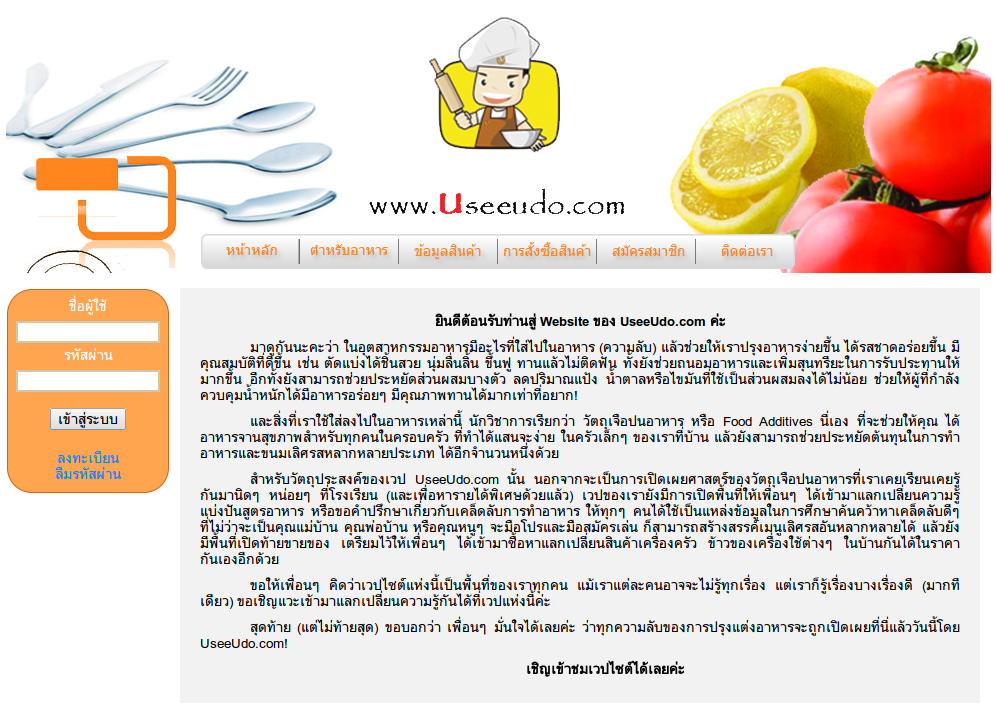 www.Useeudo.com
หน้าหลัก
ตำหรับอาหาร
ข้อมูลสินค้า
การสั่งซื้อสินค้า
สมัครสมาชิก
ติดต่อเรา
ชื่อผู้ใช้
รหัสผ่าน
เข้าสู่ระบบ
ลงทะเบียน
ลืมรหัสผ่าน
ยินดีต้อนรับท่านสู่ Website ของ UseeUdo.com ค่ะ
มาดูกันนะคะว่า ในอุตสาหกรรมอาหารมีอะไรที่ใส่ไปในอาหาร (ความลับ) แล้วช่วยให้เราปรุงอาหารง่ายขึ้น ได้รสชาดอร่อยขึ้น มี
คุณสมบัติที่ดีขึ้น เช่น ตัดแบ่งได้ชิ้นสวย นุ่มลื่นลิ้น ขึ้นฟู ทานแล้วไม่ติดฟัน ทั้งยังช่วยถนอมอาหารและเพิ่มสุนทรียะในการรับประทานให้
มากขึ้น อีกทั้งยังสามารถช่วยประหยัดส่วนผสมบางตัว ลดปริมาณแป้ง น้ำตาลหรือไขมันที่ใช้เป็นส่วนผสมลงได้ไม่น้อย ช่วยให้ผู้ที่กำลัง
ควบคุมน้ำหนักได้มีอาหารอร่อยๆ มีคุณภาพทานได้มากเท่าที่อยาก!
และสิ่งที่เราใช้ใส่ลงไปในอาหารเหล่านี้ นักวิชาการเรียกว่า วัตถุเจือปนอาหาร หรือ Food Additives นี่เอง ที่จะช่วยให้คุณ ได้
อาหารจานสุขภาพสำหรับทุกคนในครอบครัว ที่ทำได้แสนจะง่าย ในครัวเล็กๆ ของเราที่บ้าน แล้วยังสามารถช่วยประหยัดต้นทุนในการทำ
อาหารและขนมเลิศรสหลากหลายประเภท ได้อีกจำนวนหนึ่งด้วย
สำหรับวัตถุประสงค์ของเวป UseeUdo.com นั้น นอกจากจะเป็นการเปิดเผยศาสตร์ของวัตถุเจือปนอาหารที่เราเคยเรียนเคยรู้
กันมานิดๆ หน่อยๆ ที่โรงเรียน (และเพื่อหารายได้พิเศษด้วยแล้ว) เวปของเรายังมีการเปิดพื้นที่ให้เพื่อนๆ ได้เข้ามาแลกเปลี่ยนความรู้
แบ่งปันสูตรอาหาร หรือขอคำปรึกษาเกี่ยวกับเคล็ดลับการทำอาหาร ให้ทุกๆ คนได้ใช้เป็นแหล่งข้อมูลในการศึกษาค้นคว้าหาเคล็ดลับดีๆ
ที่ไม่ว่าจะเป็นคุณแม่บ้าน คุณพ่อบ้าน หรือคุณหนูๆ จะมือโปรและมือสมัครเล่น ก็สามารถสร้างสรรค์เมนูเลิศรสอันหลากหลายได้ แล้วยัง
มีพื้นที่เปิดท้ายขายของ เตรียมไว้ให้เพื่อนๆ ได้เข้ามาซื้อหาแลกเปลี่ยนสินค้าเครื่องครัว ข้าวของเครื่องใช้ต่างๆ ในบ้านกันได้ในราคา
กันเองอีกด้วย
ขอให้เพื่อนๆ คิดว่าเวปไซต์แห่งนี้เป็นพื้นที่ของเราทุกคน แม้เราแต่ละคนอาจจะไม่รู้ทุกเรื่อง แต่เราก็รู้เรื่องบางเรื่องดี (มากที
เดียว) ขอเชิญแวะเข้ามาแลกเปลี่ยนความรู้กันได้ที่เวปแห่งนี้ค่ะ
สุดท้าย (แต่ไม่ท้ายสุด) ขอบอกว่า เพื่อนๆ มั่นใจได้เลยค่ะ ว่าทุกความลับของการปรุงแต่งอาหารจะถูกเปิดเผยที่นี่แล้ววันนี้โดย
UseeUdo.com!
เชิญเข้าชมเวปไซต์ได้เลยค่ะ